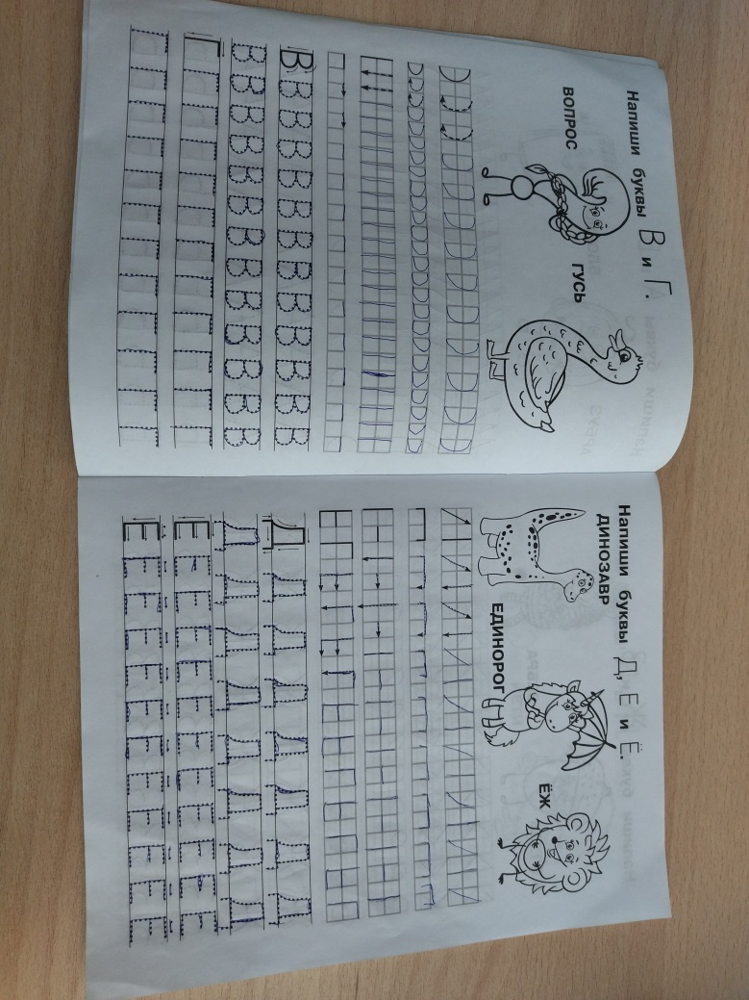 Напиши буквы В и Г.
ВОПРОС
ГУСЬ
В В В В В В В В В В В В В
В В В В В В В В В В В В В
Г Г Г Г Г Г Г Г Г Г Г Г
Г Г Г Г Г Г Г Г Г Г Г Г
Напиши буквы Д, Е и Ё.
ДИНОЗАВР
ЕДИНОРОГ
ЁЖ
Д Д Д Д Д Д Д Д
Д Д Д Д Д Д Д Д
Е Е Е Е Е Е Е Е Е Е Е Е
Ё Ё Ё Ё Ё Ё Ё Ё Ё Ё Ё Ё